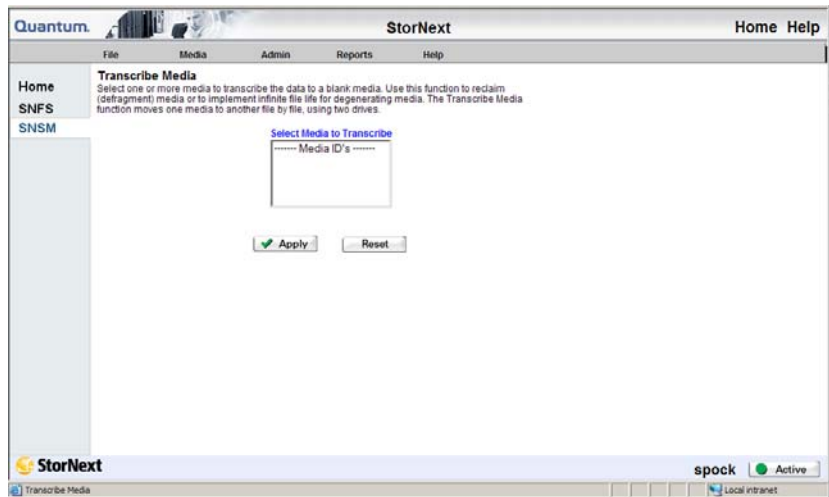 Quantum. StorNext Home Help
File Media Admin Reports Help
Home
SNFS
SNSM
Transcribe Media
Select one or more media to transcribe the data to a blank media. Use this function to reclaim
(defragment) media or to implement infinite file life for degenerating media. The Transcribe Media
function moves one media to another file by file, using two drives.
Select Media to Transcribe
------- Media ID's -------
Apply Reset
StorNext
spock Active
Transcribe Media Local intranet